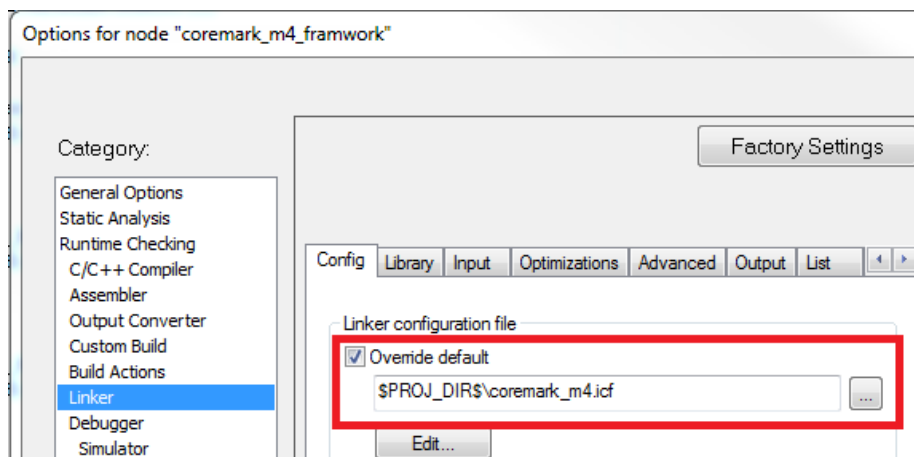 Options for node "coremark_m4_framwork"
Category:
Factory Settings
General Options
Static Analysis
Runtime Checking
C/C++ Compiler
Assembler
Output Converter
Custom Build
Build Actions
Linker
Debugger
Simulator
Config Library Input Optimizations Advanced Output List
Linker configuration file
Override default
$PROJ_DIR$\coremark_m4.icf
...
Edit...